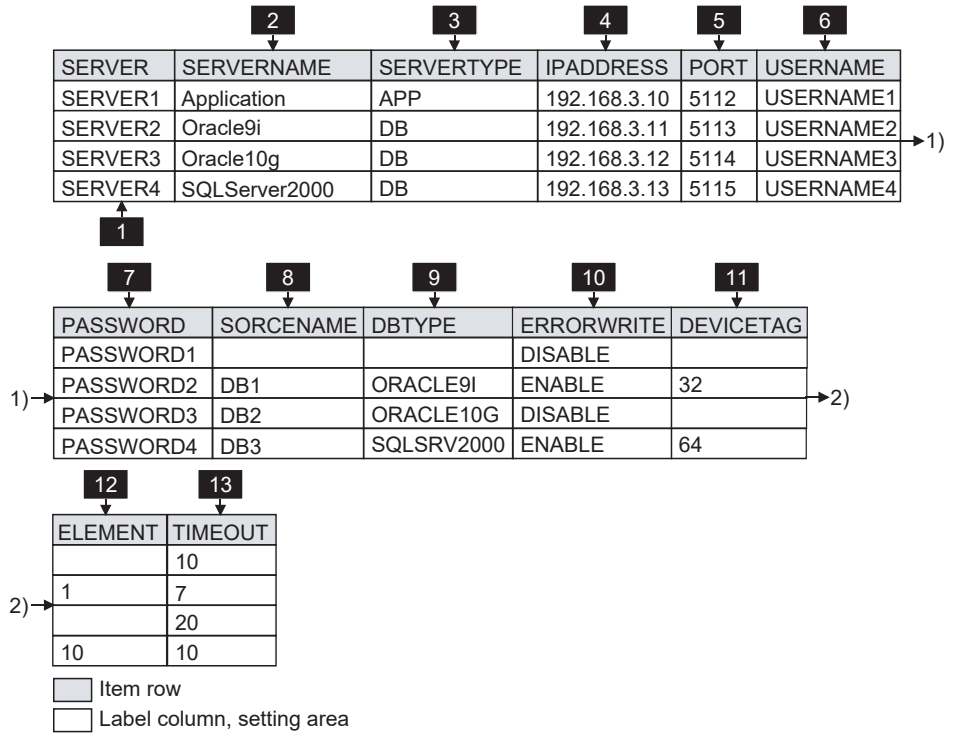 2 3 4 5 6
SERVER SERVERNAME SERVERTYPE IPADDRESS PORT USERNAME
SERVER1 Application APP 192.168.3.10 5112 USERNAME1
SERVER2 Oracle9i DB 192.168.3.11 5113 USERNAME2
1)
SERVER3 Oracle10g DB 192.168.3.12 5114 USERNAME3
SERVER4 SQLServer2000 DB 192.168.3.13 5115 USERNAME4
1
7 8 9 10 11
PASSWORD SORCENAME DBTYPE ERRORWRITE DEVICETAG
PASSWORD1 DISABLE
PASSWORD2 DB1 ORACLE9I ENABLE 32
1) 2)
PASSWORD3 DB2 ORACLE10G DISABLE
PASSWORD4 DB3 SQLSRV2000 ENABLE 64
12 13
ELEMENT TIMEOUT
10
1 7
2)
20
10 10
Item row
Label column, setting area